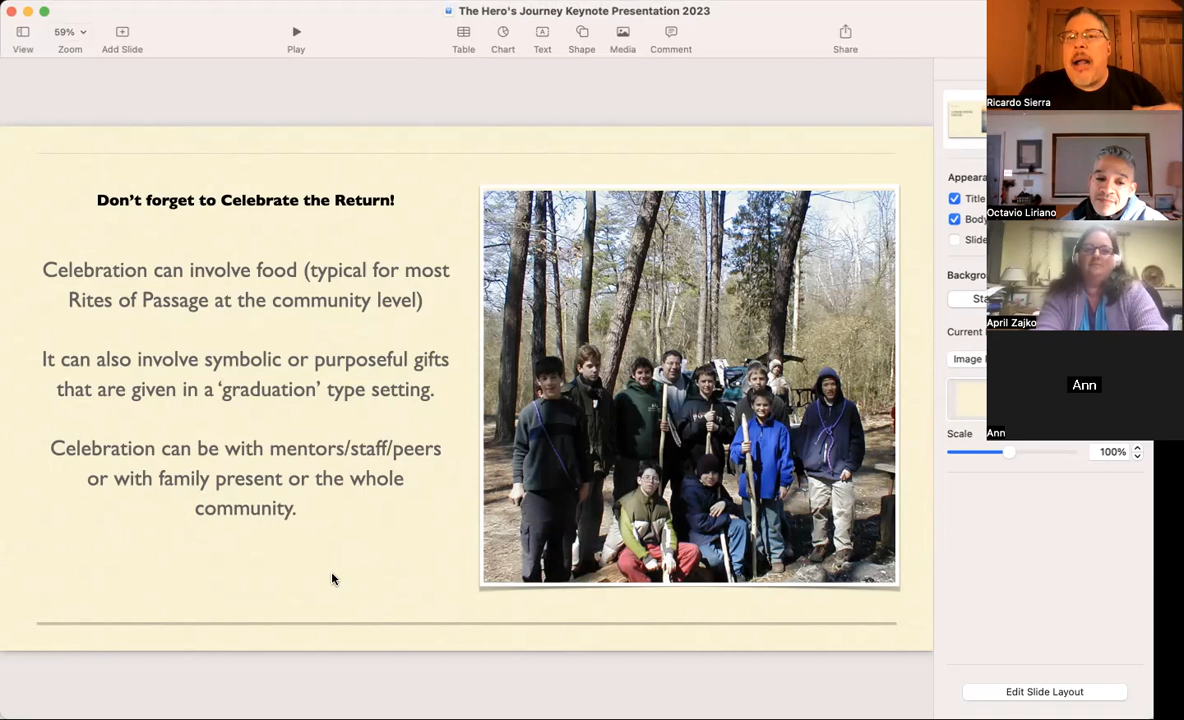 The Hero's Journey Keynote Presentation 2023
59%
View
Zoom
Add Slide
Play
Table
Chart
Text
Shape
Media
Comment
Share
Don't forget to Celebrate the Return!
Celebration can involve food (typical for most
Rites of Passage at the community level)
It can also involve symbolic or purposeful gifts
that are given in a 'graduation' type setting.
Celebration can be with mentors/staff/peers
or with family present or the whole
community.
Appeara
Title
Body
Slide
Backgro
Sta
Current
Image
Scale
100%
Edit Slide Layout
Ricardo Sierra
Octavio Liriano
April Zajko
Ann
Ann